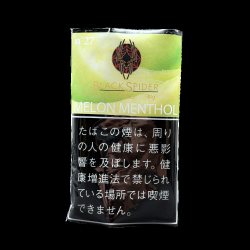 BLACK SPIDER
MELON MENTHOL
たばこの煙は、周り
の人の健康に悪影
響を及ぼします。健
康増進法で禁じられ
ている場所では喫煙
できません。